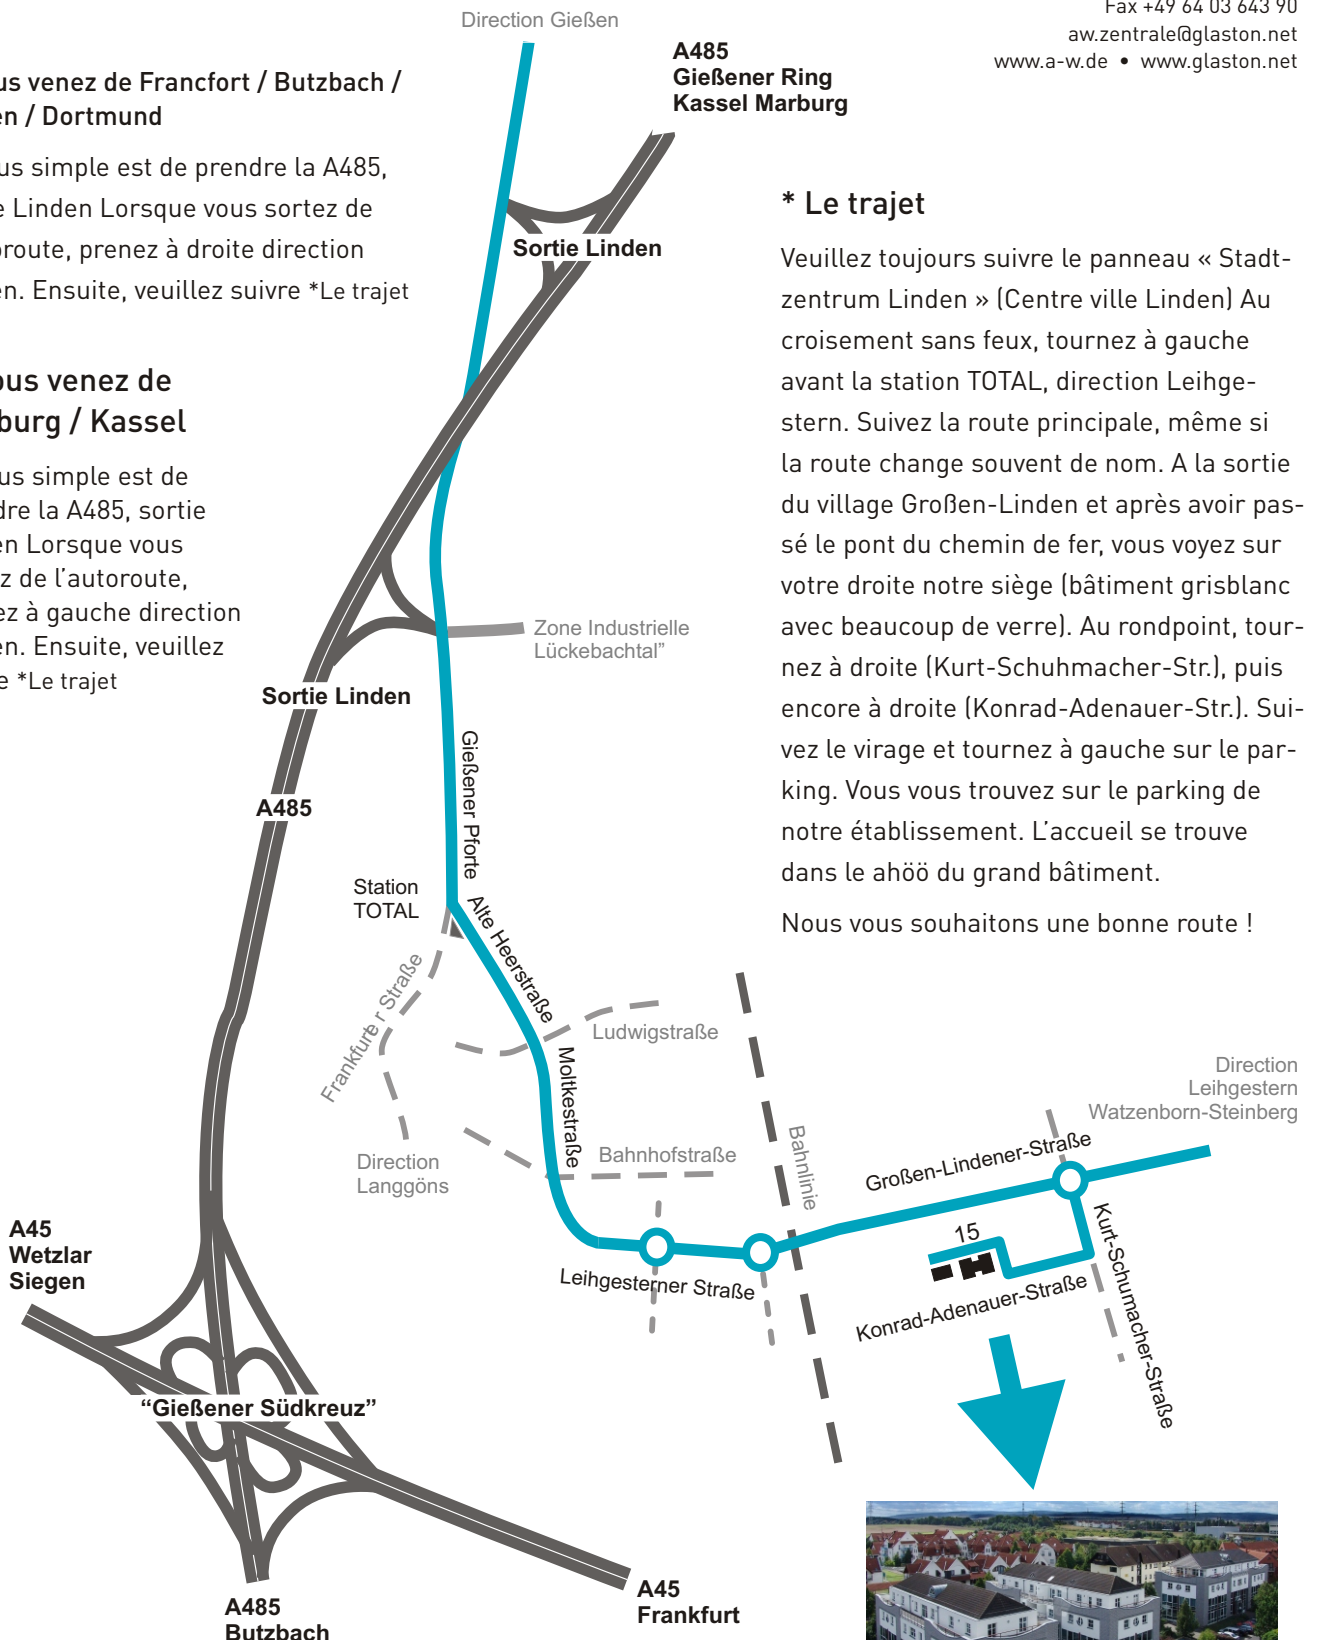 Fax +49 64 03 643 90
aw.zentrale@glaston.net
www.a-w.de • www.glaston.net
us venez de Francfort / Butzbach /
en / Dortmund
us simple est de prendre la A485,
e Linden Lorsque vous sortez de
oroute, prenez à droite direction
en. Ensuite, veuillez suivre *Le trajet
ous venez de
burg / Kassel
us simple est de
dre la A485, sortie
en Lorsque vous
z de l’autoroute,
ez à gauche direction
en. Ensuite, veuillez
e *Le trajet
* Le trajet
Veuillez toujours suivre le panneau « Stadt-
zentrum Linden » (Centre ville Linden) Au
croisement sans feux, tournez à gauche
avant la station TOTAL, direction Leihge-
stern. Suivez la route principale, même si
la route change souvent de nom. A la sortie
du village Großen-Linden et après avoir pas-
sé le pont du chemin de fer, vous voyez sur
votre droite notre siège (bâtiment grisblanc
avec beaucoup de verre). Au rondpoint, tour-
nez à droite (Kurt-Schuhmacher-Str.), puis
encore à droite (Konrad-Adenauer-Str.). Sui-
vez le virage et tournez à gauche sur le par-
king. Vous vous trouvez sur le parking de
notre établissement. L’accueil se trouve
dans le ahöö du grand bâtiment.
Nous vous souhaitons une bonne route !
Direction Gießen
A485
Gießener Ring
Kassel Marburg
Sortie Linden
Zone Industrielle
Lückebachtal”
Sortie Linden
Gießener Pforte
A485
Station
TOTAL
Alte Heerstraße
Frankfurte r Straße
Ludwigstraße
Moltkestraße
Direction
Langgöns
Bahnhofstraße
Bahnlinie
Direction
Leihgestern
Watzenborn-Steinberg
Großen-Lindener-Straße
Kurt-Schumacher-Straße
15
Konrad-Adenauer-Straße
Leihgesterner Straße
A45
Wetzlar
Siegen
“Gießener Südkreuz”
A45
Frankfurt
A485
Butzbach